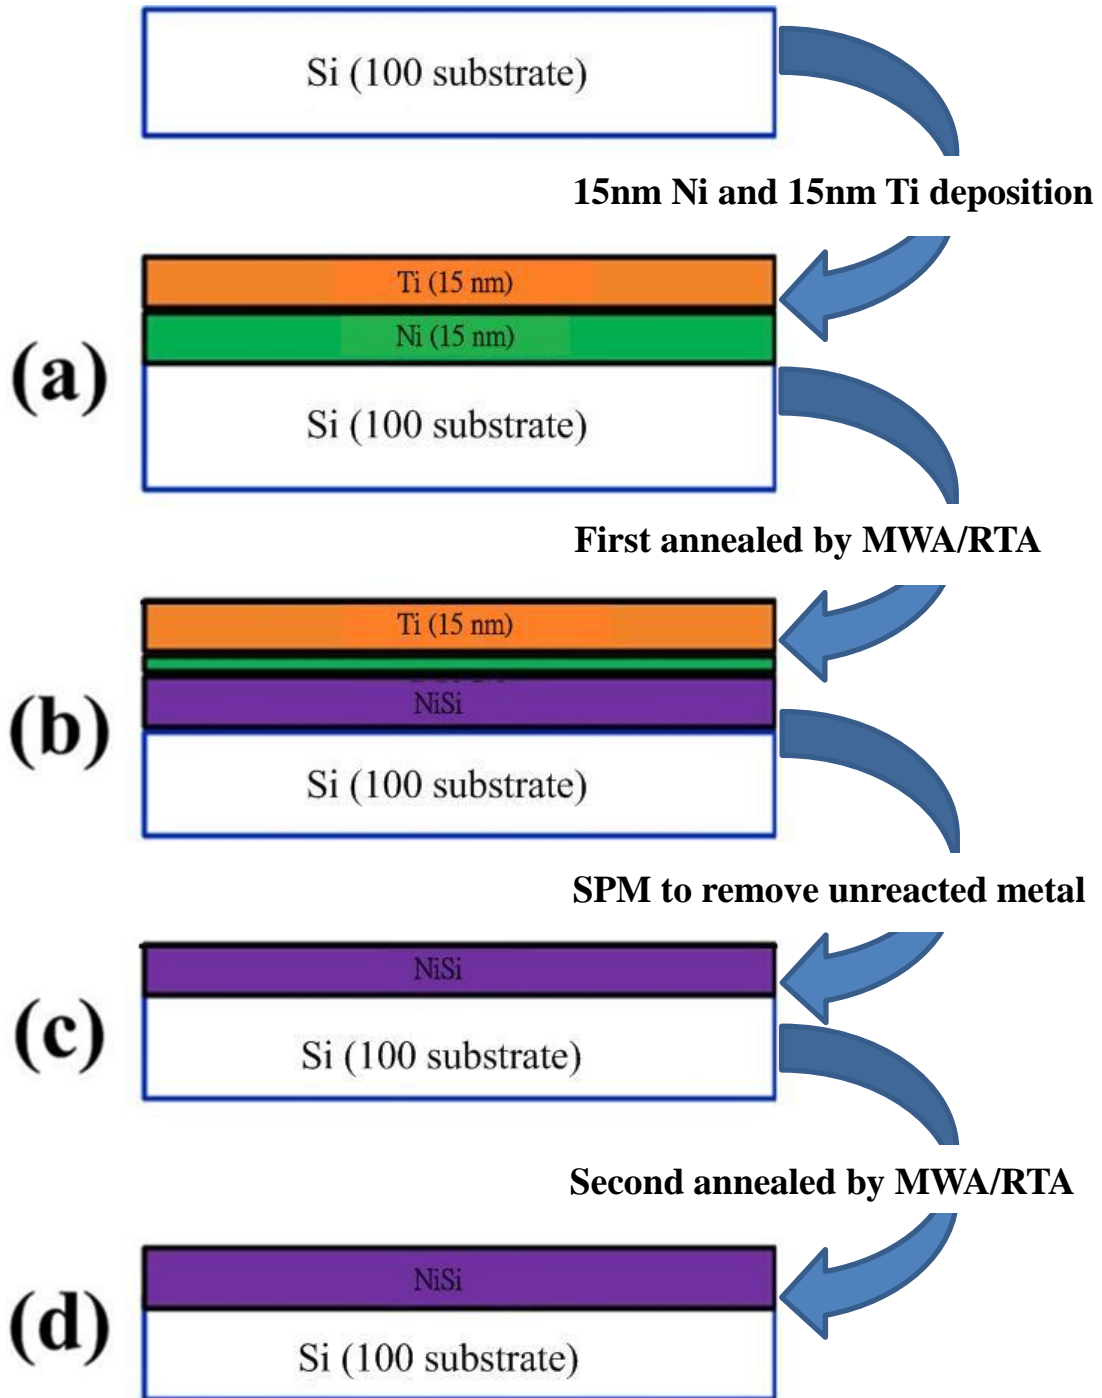 Si (100 substrate)
15nm Ni and 15nm Ti deposition
(a)
Ti (15 nm)
Ni (15 nm)
Si (100 substrate)
First annealed by MWA/RTA
(b)
Ti (15 nm)
NiSi
Si (100 substrate)
SPM to remove unreacted metal
(c)
NiSi
Si (100 substrate)
Second annealed by MWA/RTA
(d)
NiSi
Si (100 substrate)